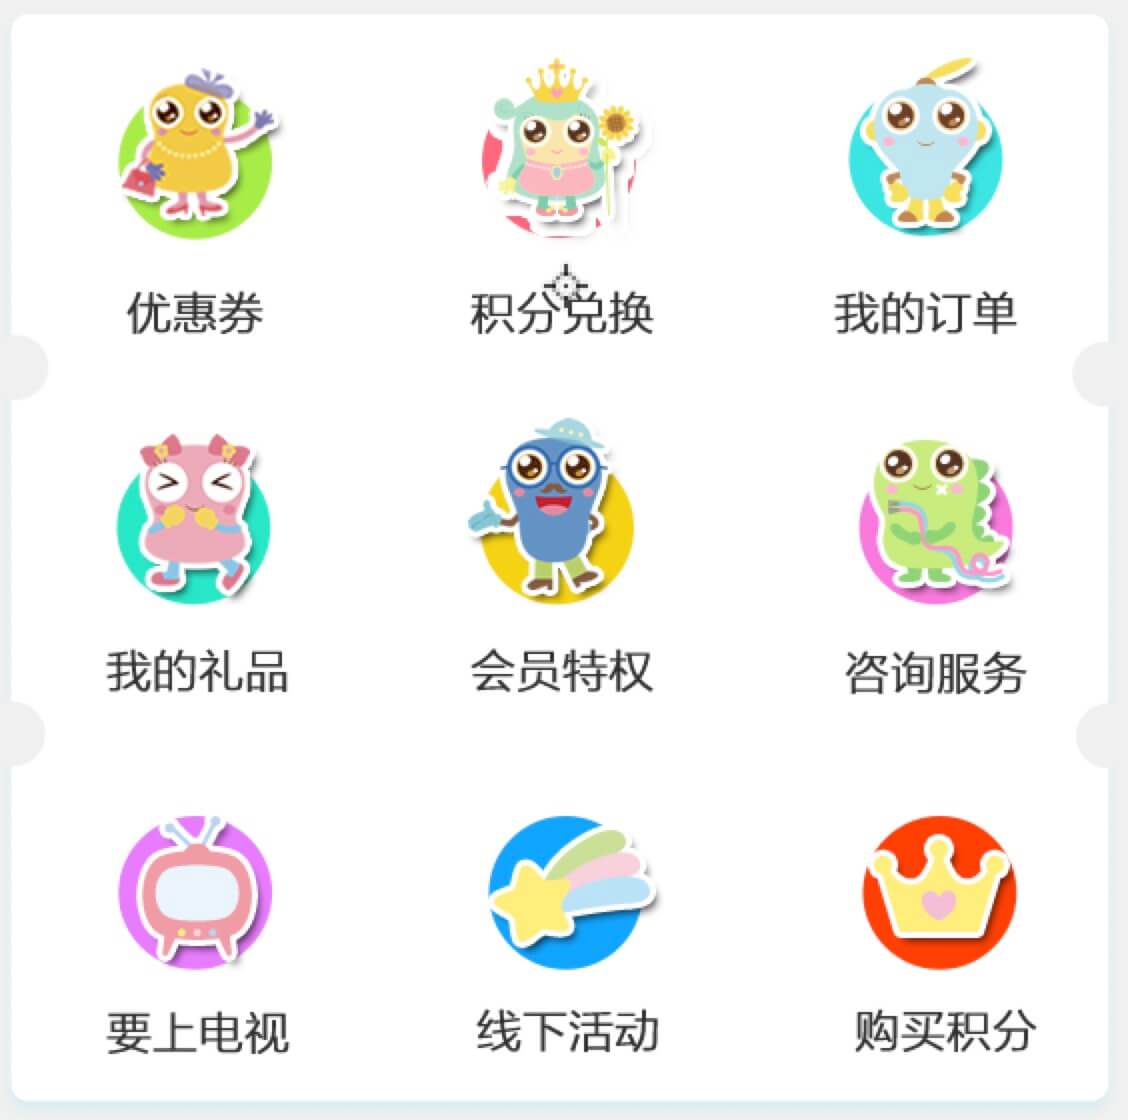 优惠券
积分兑换
我的订单
我的礼品
会员特权
咨询服务
要上电视
线下活动
购买积分